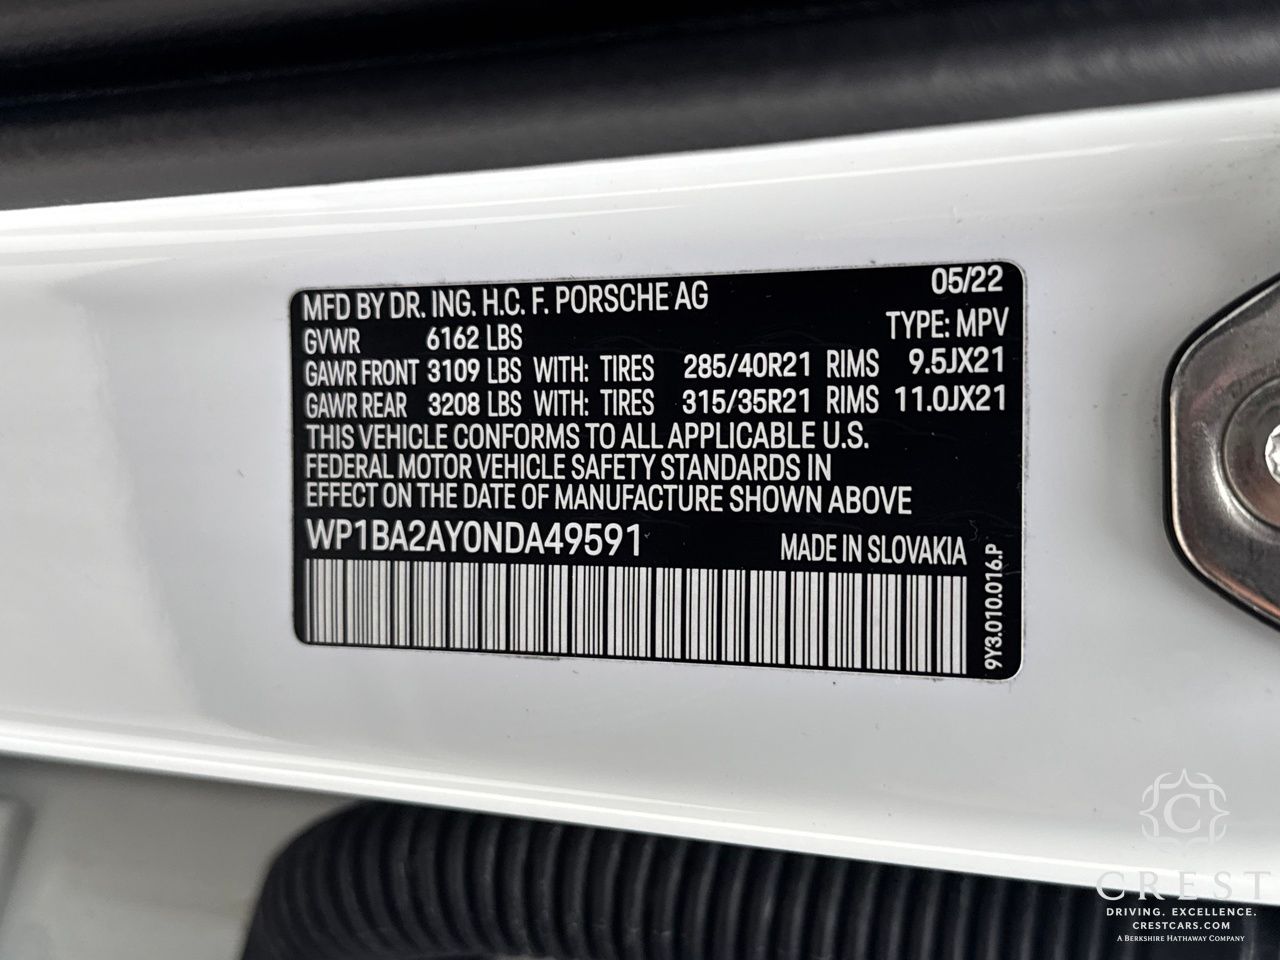 MFD BY DR. ING. H.C. F. PORSCHE AG 05/22
GVWR 6162 LBS TYPE: MPV
GAWR FRONT 3109 LBS WITH: TIRES 285/40R21 RIMS 9.5JX21
GAWR REAR 3208 LBS WITH: TIRES 315/35R21 RIMS 11.0JX21
THIS VEHICLE CONFORMS TO ALL APPLICABLE U.S.
FEDERAL MOTOR VEHICLE SAFETY STANDARDS IN
EFFECT ON THE DATE OF MANUFACTURE SHOWN ABOVE
WP1BA2AY0NDA49591 MADE IN SLOVAKIA
9Y3.010.016.P
C
CREST
DRIVING. EXCELLENCE.
CRESTCARS.COM
A BERKSHIRE HATHAWAY COMPANY